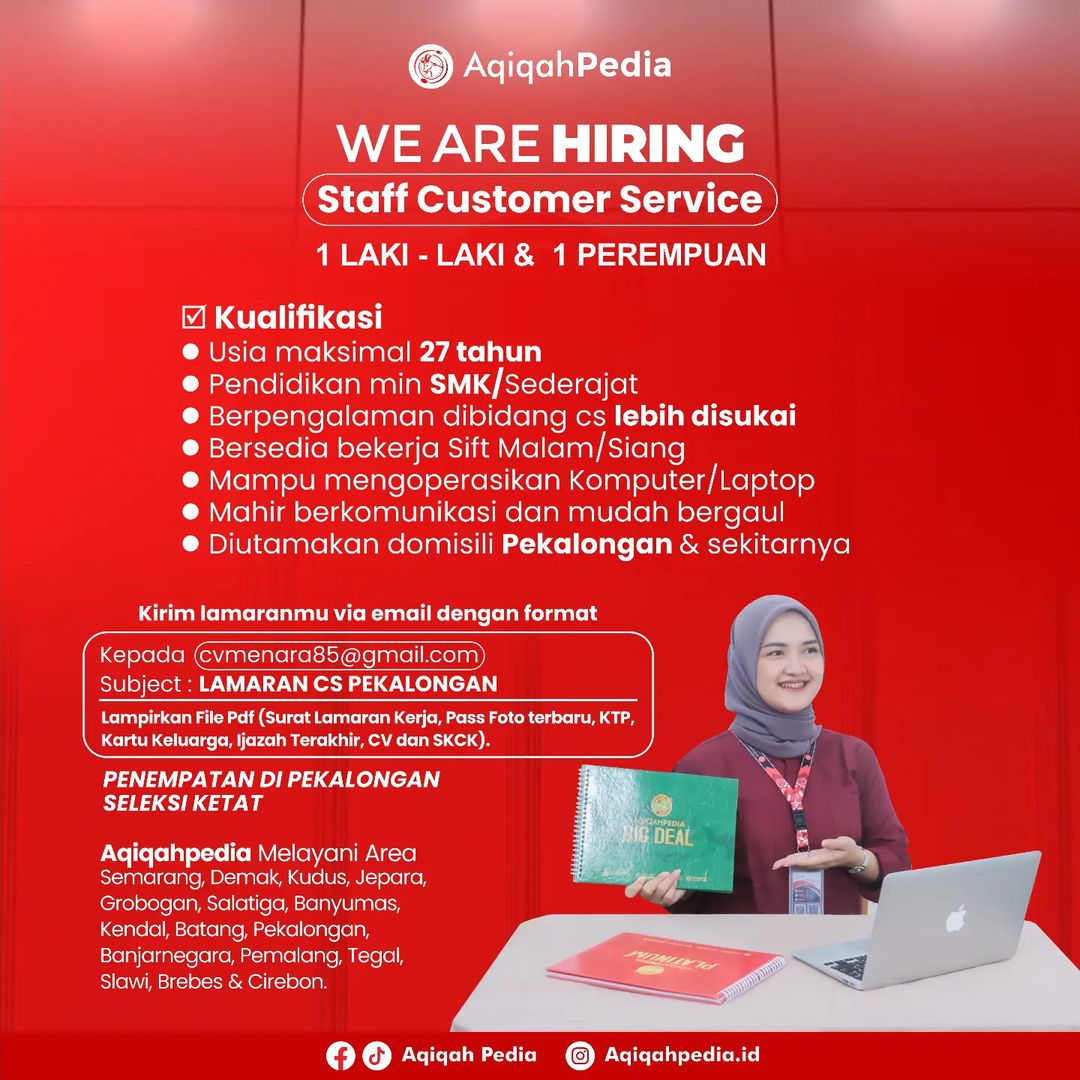 AqiqahPedia
WE ARE HIRING
Staff Customer Service
1 LAKI - LAKI & 1 PEREMPUAN
Kualifikasi
Usia maksimal 27 tahun
Pendidikan min SMK/Sederajat
Berpengalaman dibidang cs lebih disukai
Bersedia bekerja Sift Malam/Siang
Mampu mengoperasikan Komputer/Laptop
Mahir berkomunikasi dan mudah bergaul
Diutamakan domisili Pekalongan & sekitarnya
Kirim lamaranmu via email dengan format
Kepada cvmenara85@gmail.com
Subject : LAMARAN CS PEKALONGAN
Lampirkan File Pdf (Surat Lamaran Kerja, Pass Foto terbaru, KTP,
Kartu Keluarga, Ijazah Terakhir, CV dan SKCK).
PENEMPATAN DI PEKALONGAN
SELEKSI KETAT
Aqiqahpedia Melayani Area
Semarang, Demak, Kudus, Jepara,
Grobogan, Salatiga, Banyumas,
Kendal, Batang, Pekalongan,
Banjarnegara, Pemalang, Tegal,
Slawi, Brebes & Cirebon.
AQIQAHPEDIA
BIG DEAL
PLATINUM
Aqiqah Pedia
Aqiqahpedia.id